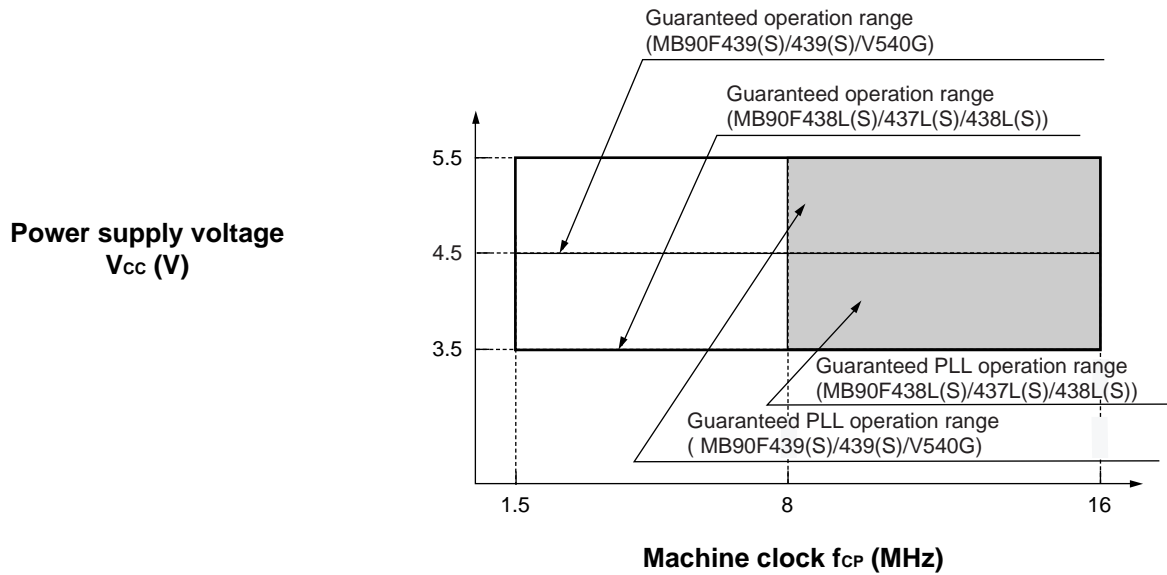 Guaranteed operation range
(MB90F439(S)/439(S)/V540G)
Guaranteed operation range
(MB90F438L(S)/437L(S)/438L(S))
5.5
Power supply voltage
VCC (V)
4.5
3.5
Guaranteed PLL operation range
(MB90F438L(S)/437L(S)/438L(S))
Guaranteed PLL operation range
( MB90F439(S)/439(S)/V540G)
1.5
8
16
Machine clock fCP (MHz)